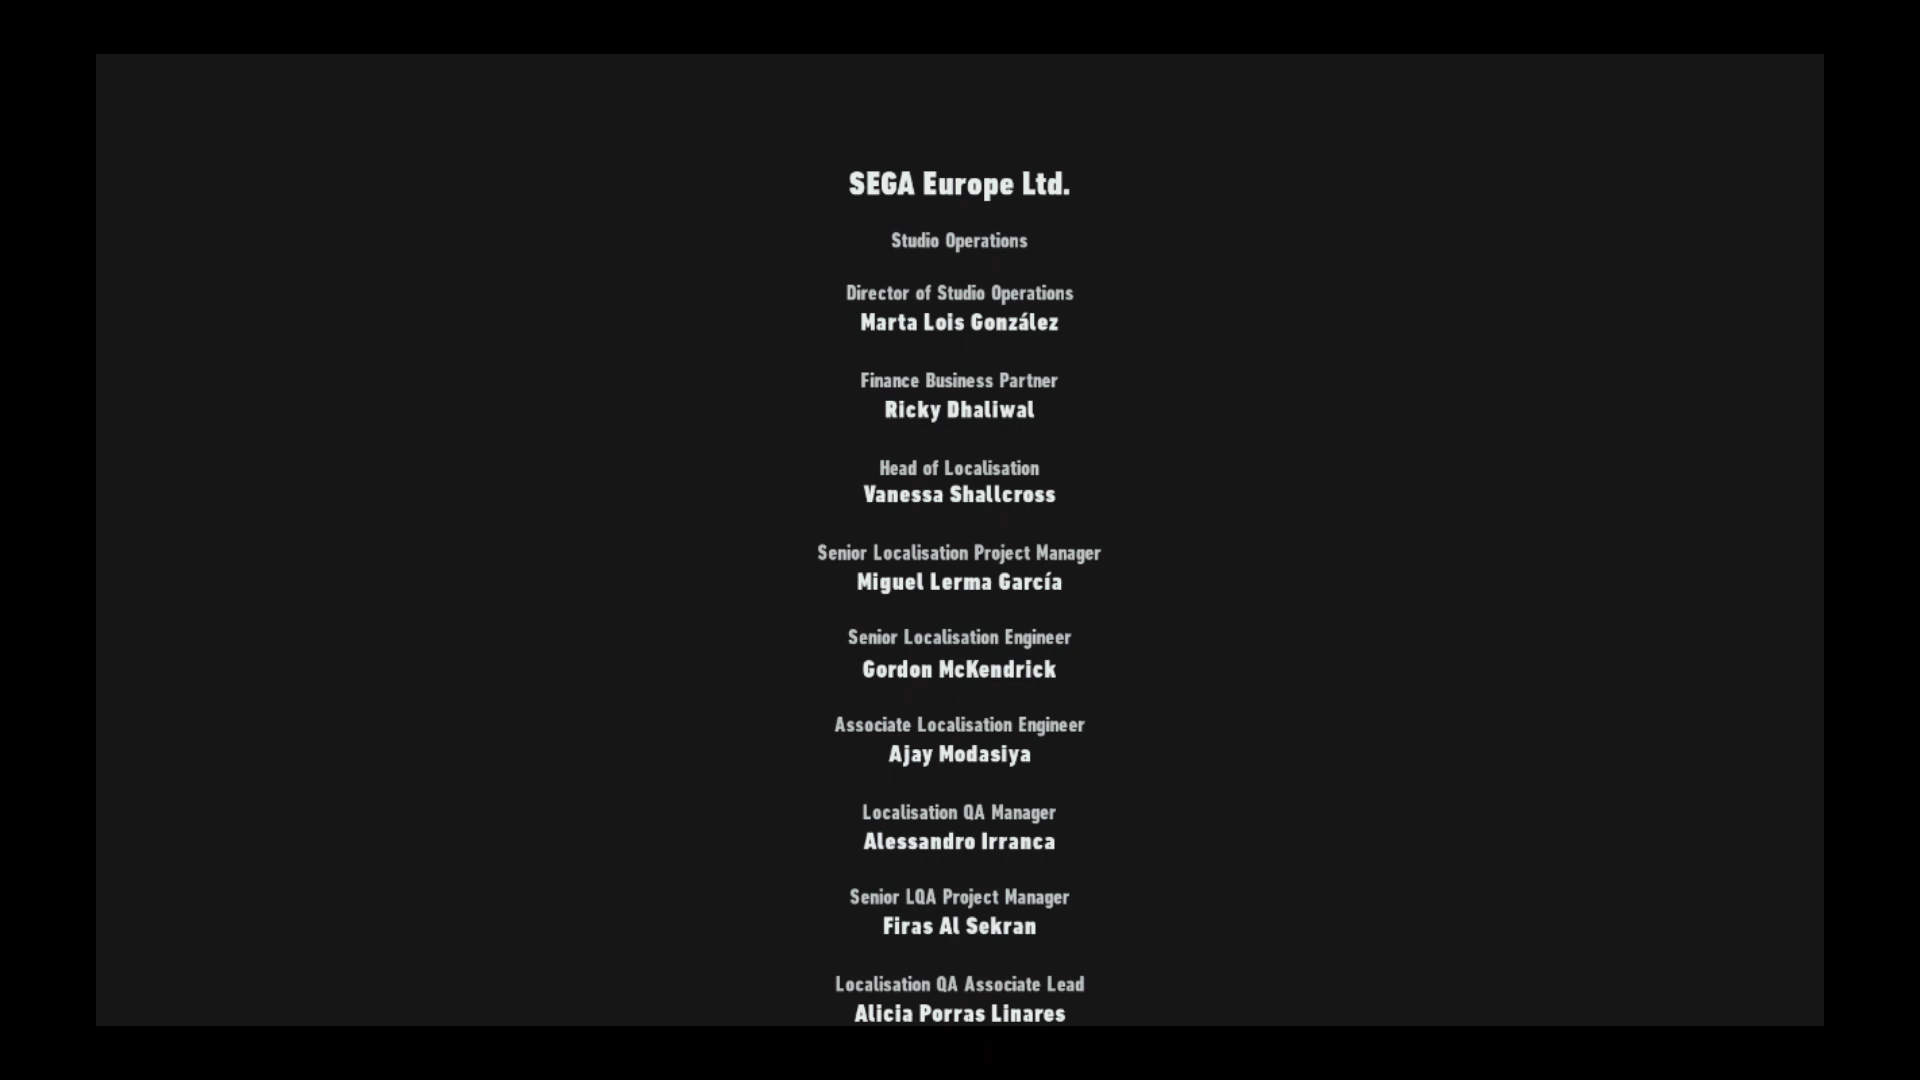 SEGA Europe Ltd.
Studio Operations
Director of Studio Operations
Marta Lois González
Finance Business Partner
Ricky Dhaliwal
Head of Localisation
Vanessa Shallcross
Senior Localisation Project Manager
Miguel Lerma García
Senior Localisation Engineer
Gordon McKendrick
Associate Localisation Engineer
Ajay Modasiya
Localisation QA Manager
Alessandro Irranca
Senior LQA Project Manager
Firas Al Sekran
Localisation QA Associate Lead
Alicia Porras Linares